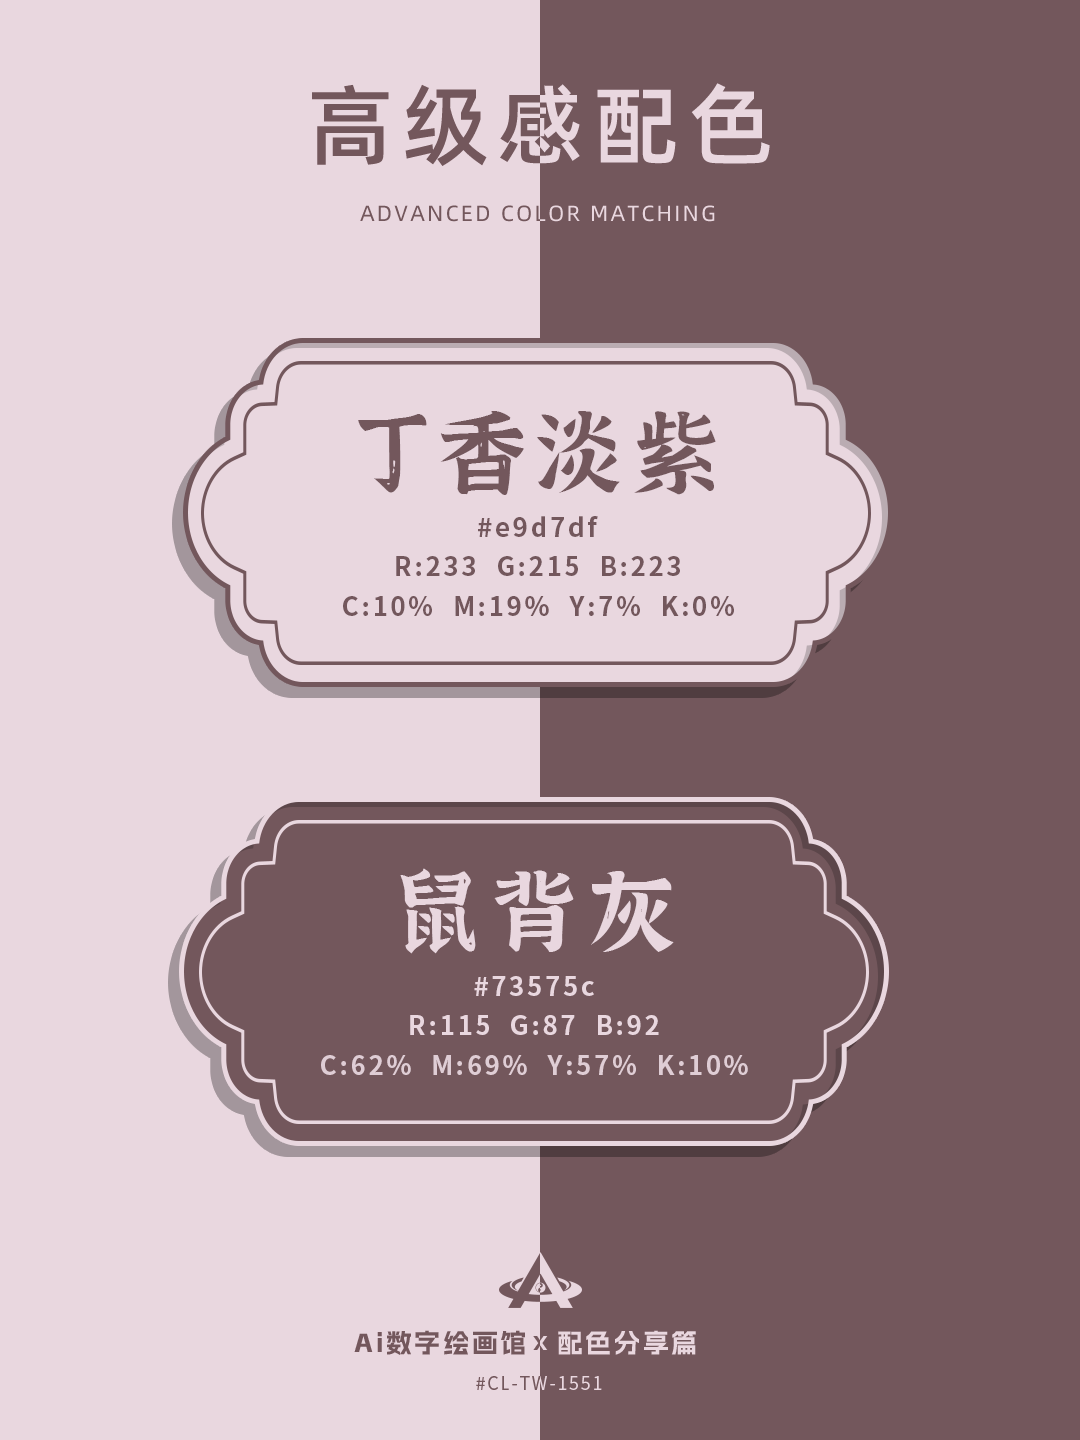 高级感配色
ADVANCED COLOR MATCHING
丁香淡紫
#e9d7df
R:233 G:215 B:223
C:10% M:19% Y:7% K:0%
鼠背灰
#73575c
R:115 G:87 B:92
C:62% M:69% Y:57% K:10%
Ai数字绘画馆 x 配色分享篇
#CL-TW-1551